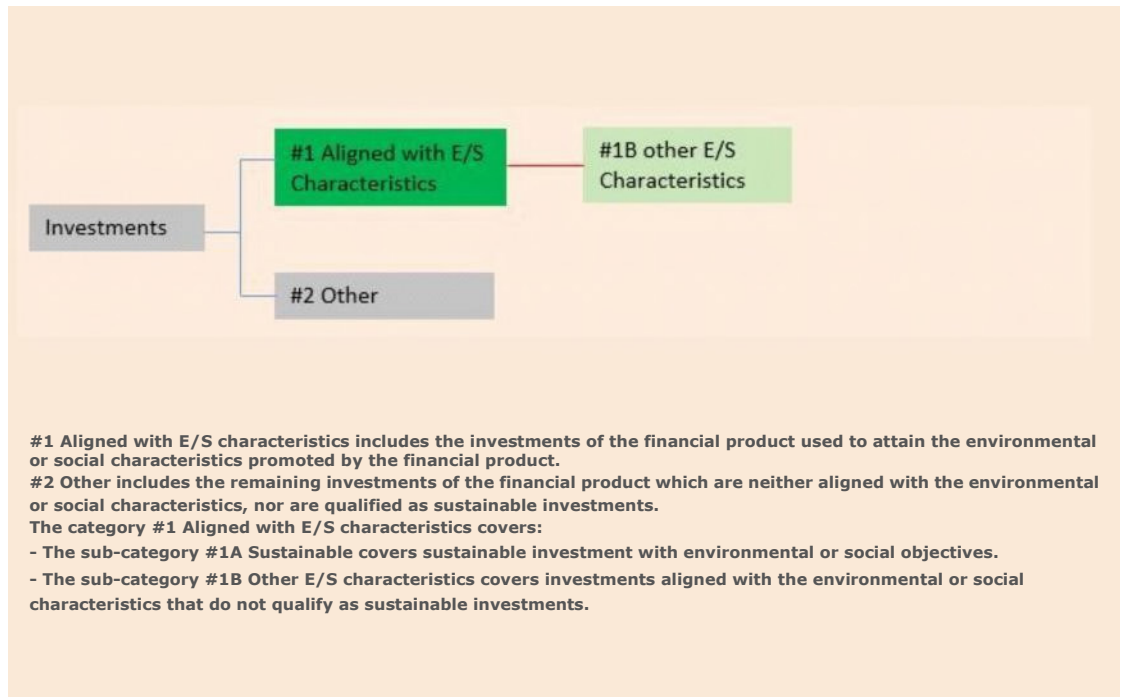 #1 Aligned with E/S
Characteristics
#1B other E/S
Characteristics
Investments
#2 Other
#1 Aligned with E/S characteristics includes the investments of the financial product used to attain the environmental
or social characteristics promoted by the financial product.
#2 Other includes the remaining investments of the financial product which are neither aligned with the environmental
or social characteristics, nor are qualified as sustainable investments.
The category #1 Aligned with E/S characteristics covers:
- The sub-category #1A Sustainable covers sustainable investment with environmental or social objectives.
- The sub-category #1B Other E/S characteristics covers investments aligned with the environmental or social
characteristics that do not qualify as sustainable investments.